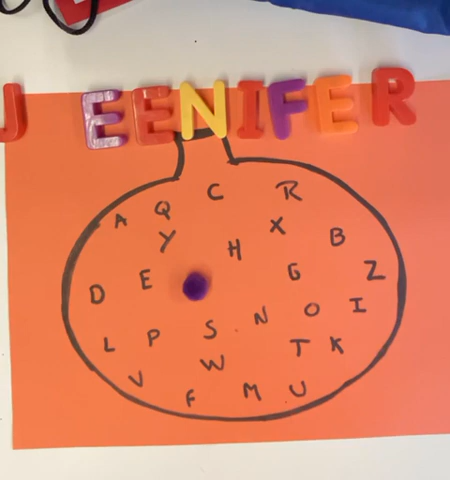 J EENIFER
C R
A Q
Y H X B
D E G Z
L P S N O I
W T K
V F M U